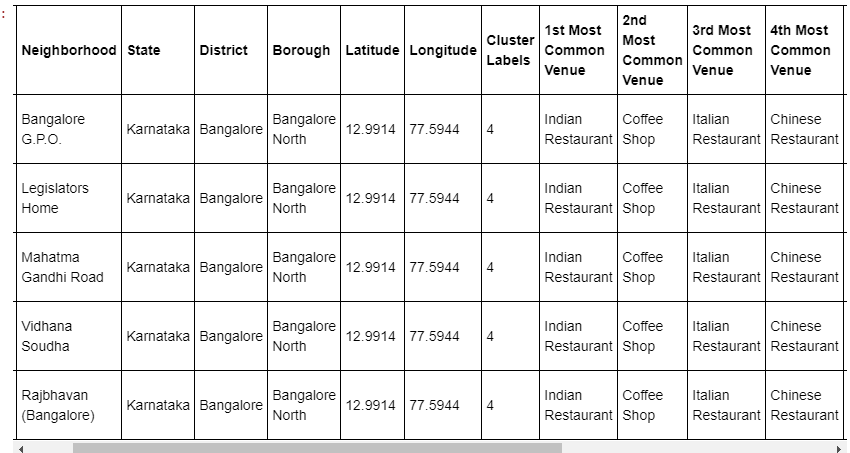 :
Neighborhood State District Borough Latitude Longitude Cluster Labels 1st Most Common Venue 2nd Most Common Venue 3rd Most Common Venue 4th Most Common Venue
Bangalore G.P.O. Karnataka Bangalore Bangalore North 12.9914 77.5944 4 Indian Restaurant Coffee Shop Italian Restaurant Chinese Restaurant
Legislators Home Karnataka Bangalore Bangalore North 12.9914 77.5944 4 Indian Restaurant Coffee Shop Italian Restaurant Chinese Restaurant
Mahatma Gandhi Road Karnataka Bangalore Bangalore North 12.9914 77.5944 4 Indian Restaurant Coffee Shop Italian Restaurant Chinese Restaurant
Vidhana Soudha Karnataka Bangalore Bangalore North 12.9914 77.5944 4 Indian Restaurant Coffee Shop Italian Restaurant Chinese Restaurant
Rajbhavan (Bangalore) Karnataka Bangalore Bangalore North 12.9914 77.5944 4 Indian Restaurant Coffee Shop Italian Restaurant Chinese Restaurant